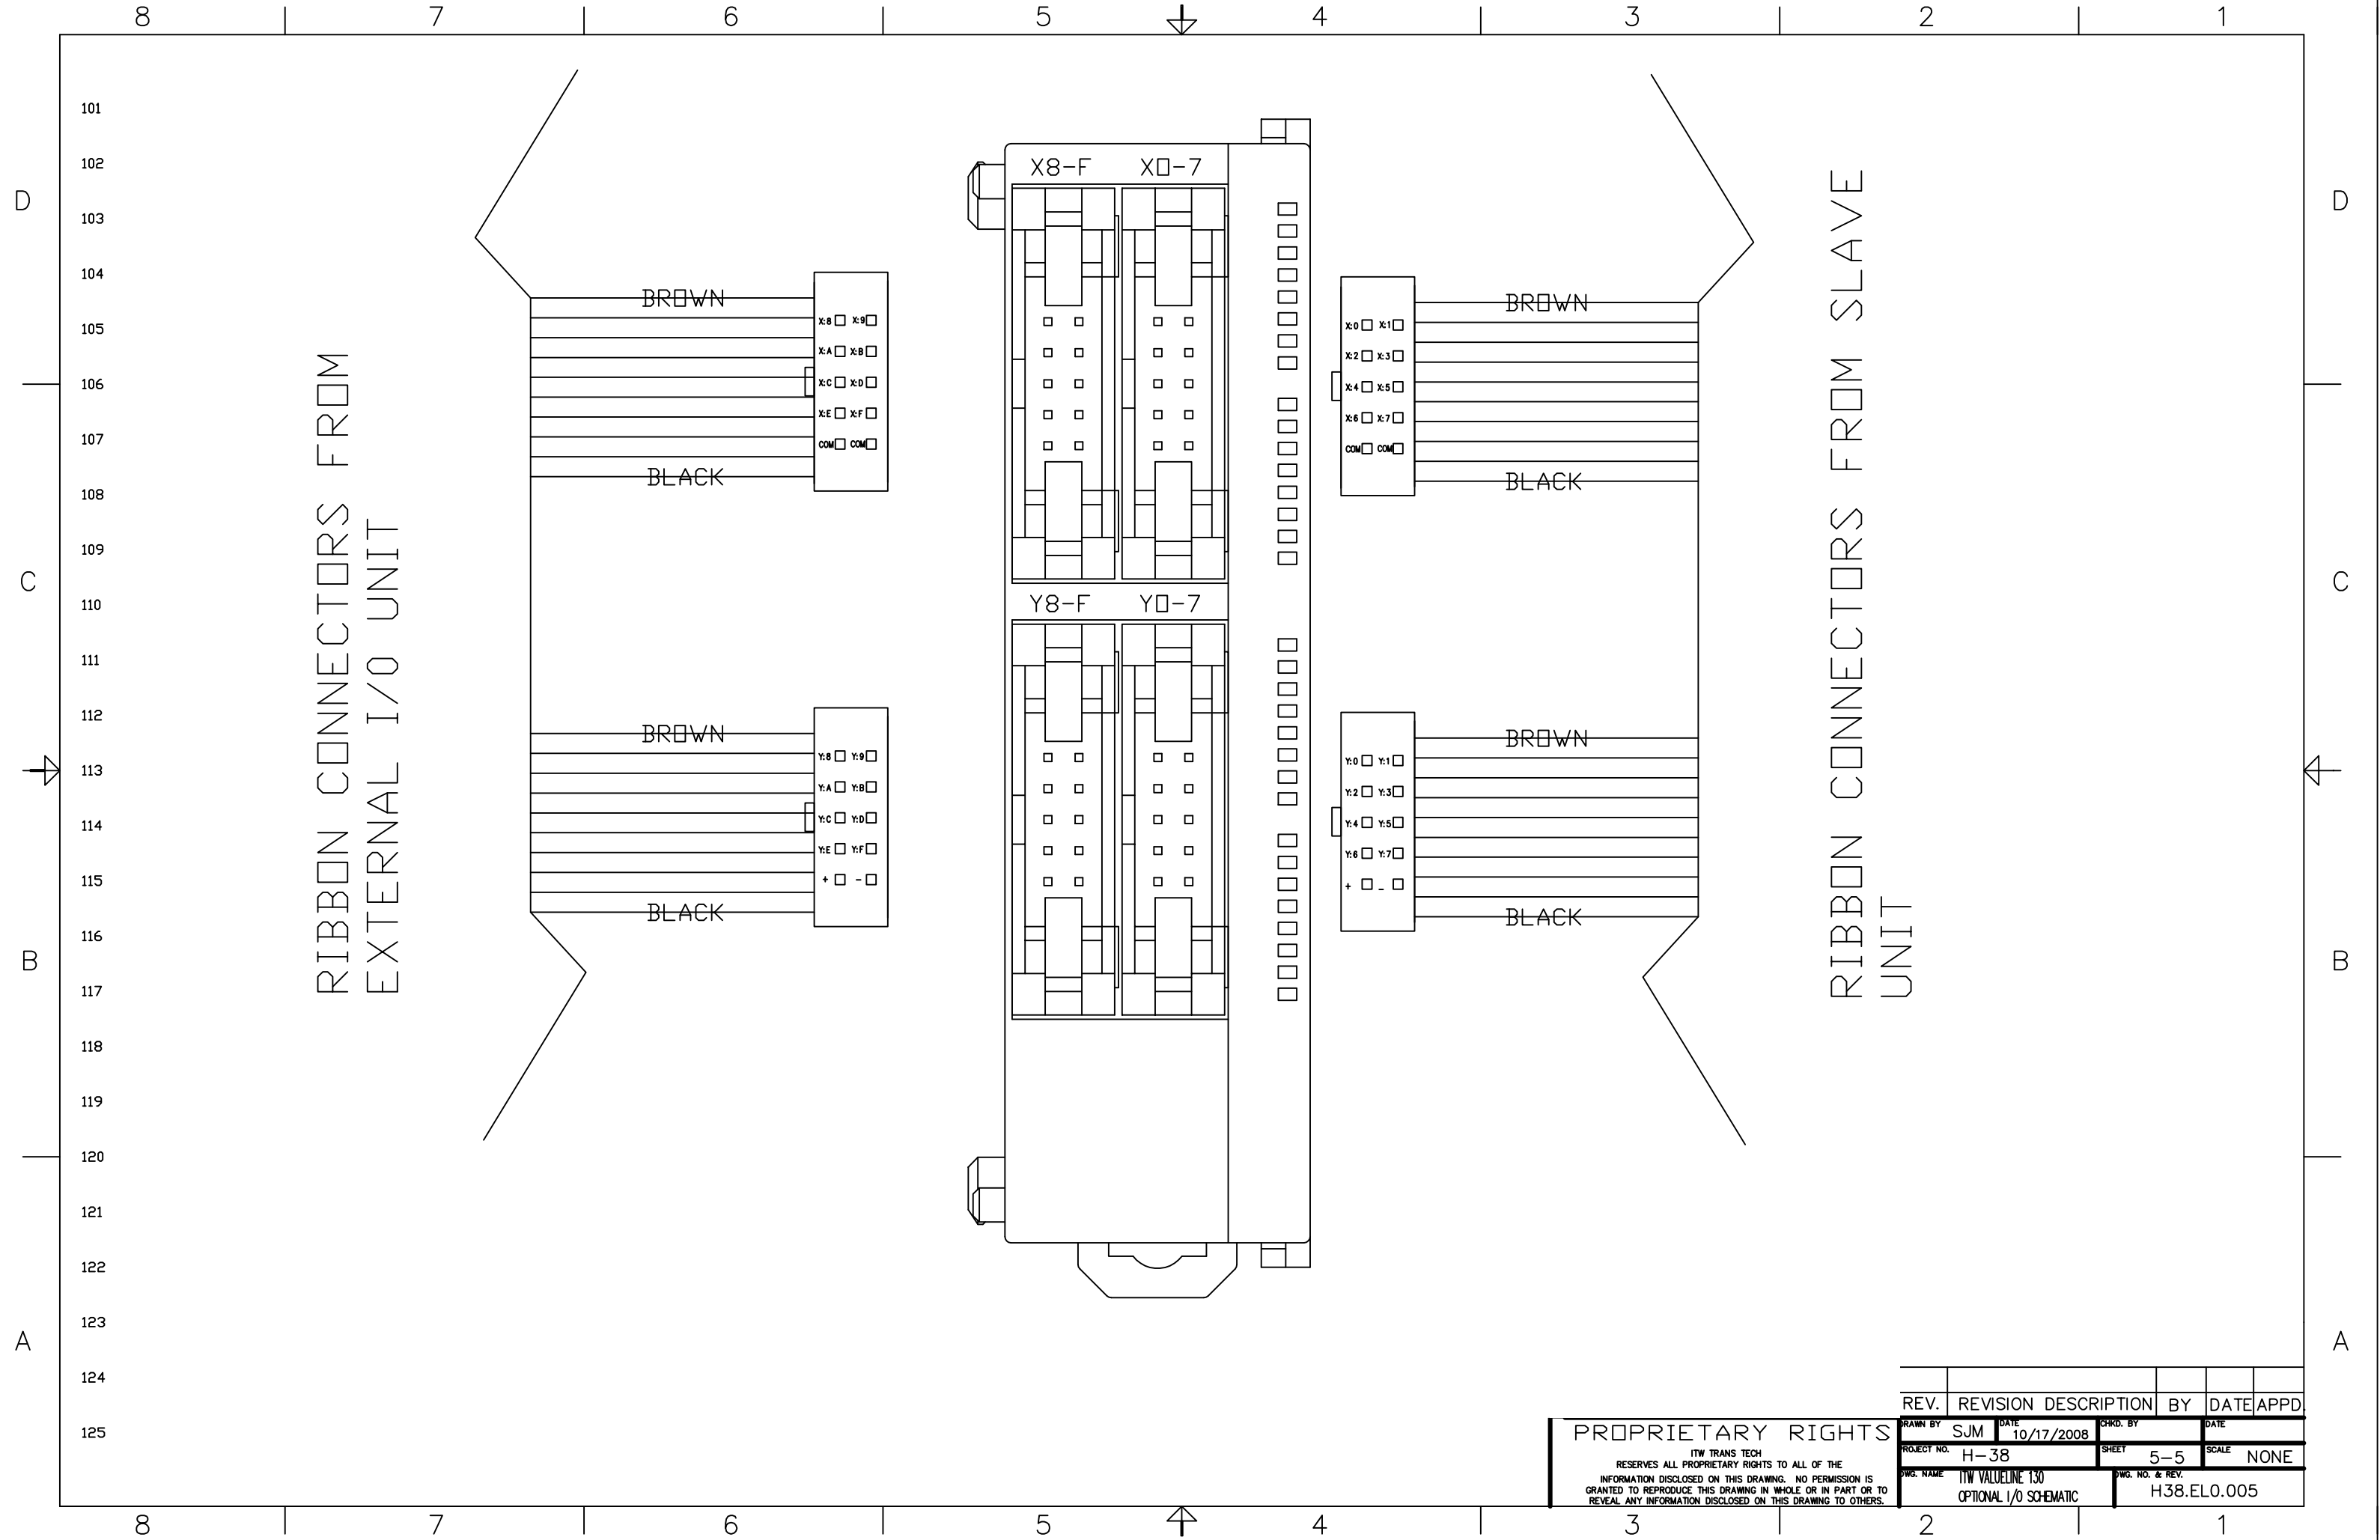 8 7 6 5 4 3 2 1
D
C
B
A
101
102
103
104
105
106
107
108
109
110
111
112
113
114
115
116
117
118
119
120
121
122
123
124
125
RIBBON CONNECTORS FROM
EXTERNAL I/O UNIT
BROWN
X:8 X:9
X:A X:B
X:C X:D
X:E X:F
COM COM
BLACK
BROWN
Y:8 Y:9
Y:A Y:B
Y:C Y:D
Y:E Y:F
+ -
BLACK
X8-F X0-7
Y8-F Y0-7
BROWN
X:0 X:1
X:2 X:3
X:4 X:5
X:6 X:7
COM COM
BLACK
BROWN
Y:0 Y:1
Y:2 Y:3
Y:4 Y:5
Y:6 Y:7
+ -
BLACK
RIBBON CONNECTORS FROM SLAVE
UNIT
D
C
B
A
REV. REVISION DESCRIPTION BY DATE APPD.
DRAWN BY SJM DATE 10/17/2008 CHKD. BY DATE
PROJECT NO. H-38 SHEET 5-5 SCALE NONE
DWG. NAME ITW VALUELINE 130
OPTIONAL I/O SCHEMATIC
DWG. NO. & REV.
H38.EL0.005
PROPRIETARY RIGHTS
ITW TRANS TECH
RESERVES ALL PROPRIETARY RIGHTS TO ALL OF THE
INFORMATION DISCLOSED ON THIS DRAWING. NO PERMISSION IS
GRANTED TO REPRODUCE THIS DRAWING IN WHOLE OR IN PART OR TO
REVEAL ANY INFORMATION DISCLOSED ON THIS DRAWING TO OTHERS.
8 7 6 5 4 3 2 1